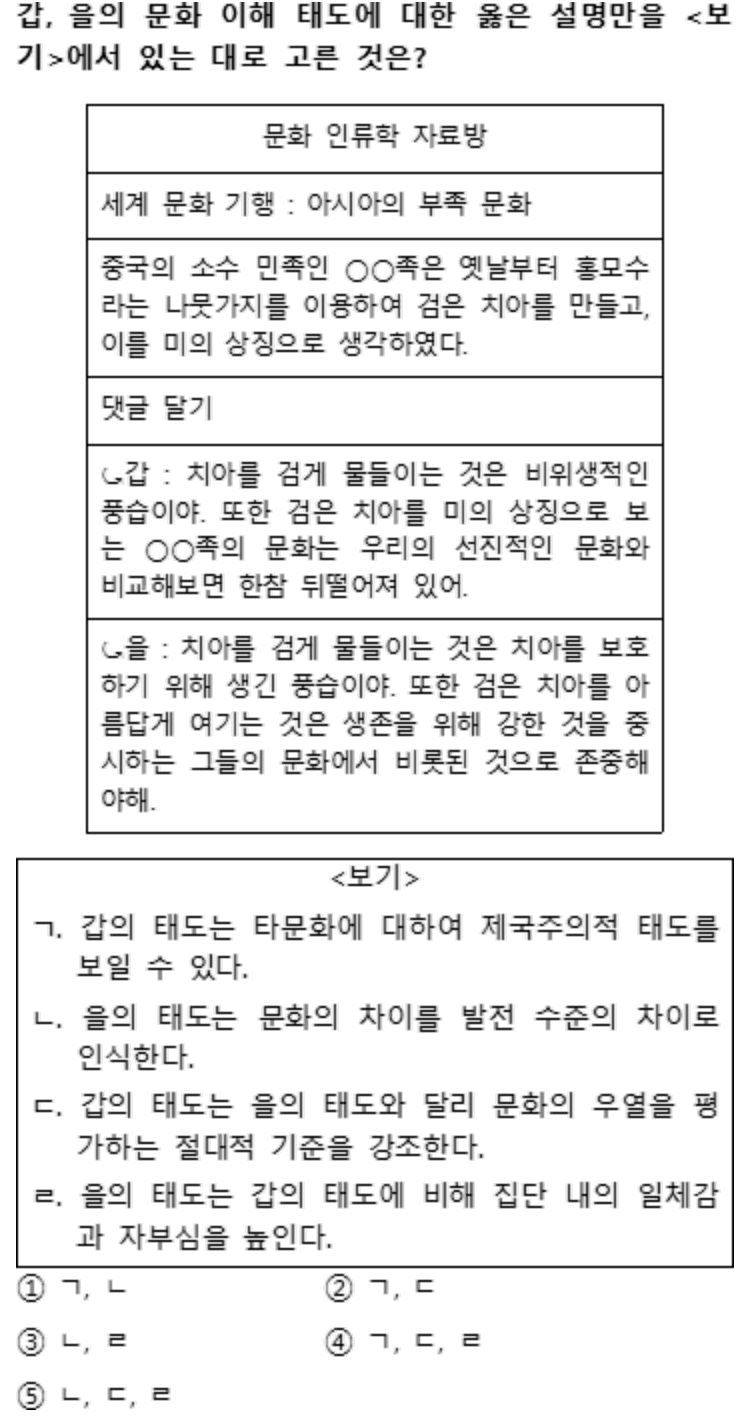 갑, 을의 문화 이해 태도에 대한 옳은 설명만을 <보
기>에서 있는 대로 고른 것은?
문화 인류학 자료방
세계 문화 기행 : 아시아의 부족 문화
중국의 소수 민족인 ○○족은 옛날부터 홍모수
라는 나뭇가지를 이용하여 검은 치아를 만들고,
이를 미의 상징으로 생각하였다.
댓글 달기
↳갑 : 치아를 검게 물들이는 것은 비위생적인
풍습이야. 또한 검은 치아를 미의 상징으로 보
는 ○○족의 문화는 우리의 선진적인 문화와
비교해보면 한참 뒤떨어져 있어.
↳을 : 치아를 검게 물들이는 것은 치아를 보호
하기 위해 생긴 풍습이야. 또한 검은 치아를 아
름답게 여기는 것은 생존을 위해 강한 것을 중
시하는 그들의 문화에서 비롯된 것으로 존중해
야해.
<보기>
ㄱ. 갑의 태도는 타문화에 대하여 제국주의적 태도를
보일 수 있다.
ㄴ. 을의 태도는 문화의 차이를 발전 수준의 차이로
인식한다.
ㄷ. 갑의 태도는 을의 태도와 달리 문화의 우열을 평
가하는 절대적 기준을 강조한다.
ㄹ. 을의 태도는 갑의 태도에 비해 집단 내의 일체감
과 자부심을 높인다.
① ㄱ, ㄴ ② ㄱ, ㄷ
③ ㄴ, ㄹ ④ ㄱ, ㄷ, ㄹ
⑤ ㄴ, ㄷ, ㄹ